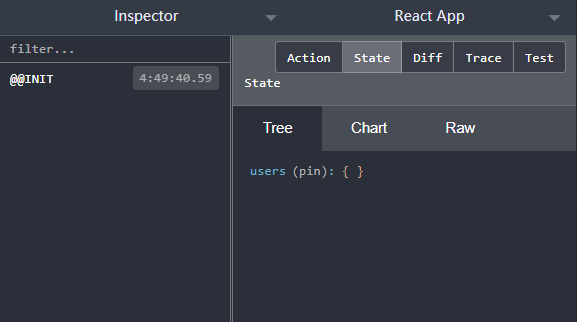 Inspector
React App
filter...
@@INIT 4:49:40.59
Action State Diff Trace Test
State
Tree Chart Raw
users (pin): { }